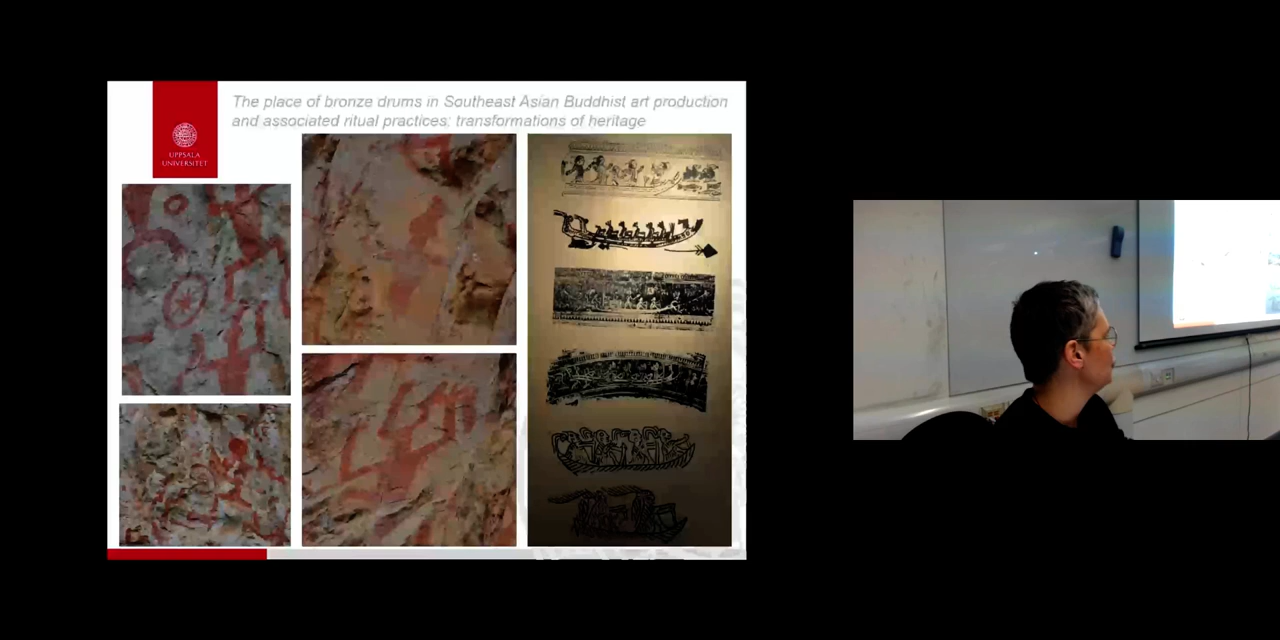 The place of bronze drums in Southeast Asian Buddhist art production
and associated ritual practices: transformations of heritage
UPPSALA
UNIVERSITET